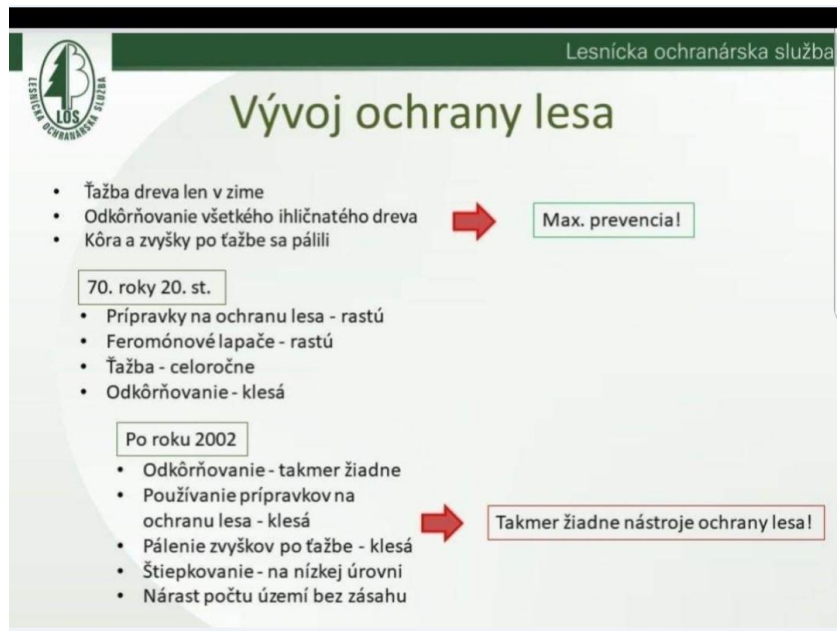 Lesnícka ochranárska služba
LESNÍCKA OCHRANÁRSKA SLUŽBA
LOS
Vývoj ochrany lesa
• Ťažba dreva len v zime
• Odkôrňovanie všetkého ihličnatého dreva
• Kôra a zvyšky po ťažbe sa pálili
Max. prevencia!
70. roky 20. st.
• Prípravky na ochranu lesa - rastú
• Feromónové lapače - rastú
• Ťažba - celoročne
• Odkôrňovanie - klesá
Po roku 2002
• Odkôrňovanie - takmer žiadne
• Používanie prípravkov na
ochranu lesa - klesá
• Pálenie zvyškov po ťažbe - klesá
• Štiepkovanie - na nízkej úrovni
• Nárast počtu území bez zásahu
Takmer žiadne nástroje ochrany lesa!